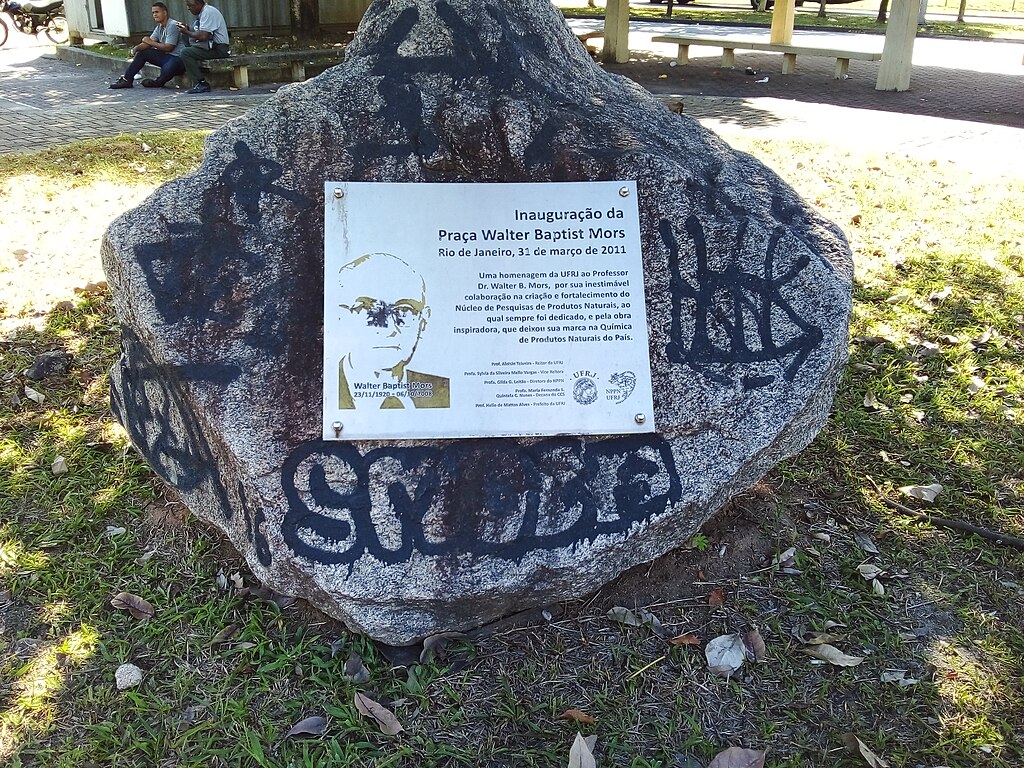 Inauguração da
Praça Walter Baptist Mors
Rio de Janeiro, 31 de março de 2011
Uma homenagem da UFRJ ao Professor
Dr. Walter B. Mors, por sua inestimável
colaboração na criação e fortalecimento do
Núcleo de Pesquisas de Produtos Naturais, ao
qual sempre foi dedicado, e pela obra
inspiradora, que deixou sua marca na Química
de Produtos Naturais do País.
Prof. Aloisio Teixeira - Reitor da UFRJ
Profa. Sylvia da Silveira Mello Vargas - Vice Reitora
Profa. Gilda G. Leitão - Diretora do NPPN
Profa. Maria Fernanda S.
Quintela C. Nunes - Decana do CCS
Prof. Helio de Mattos Alves - Prefeito da UFRJ
Walter Baptist Mors
23/11/1920 - 06/10/2008
UFRJ
NPPN
UFRJ